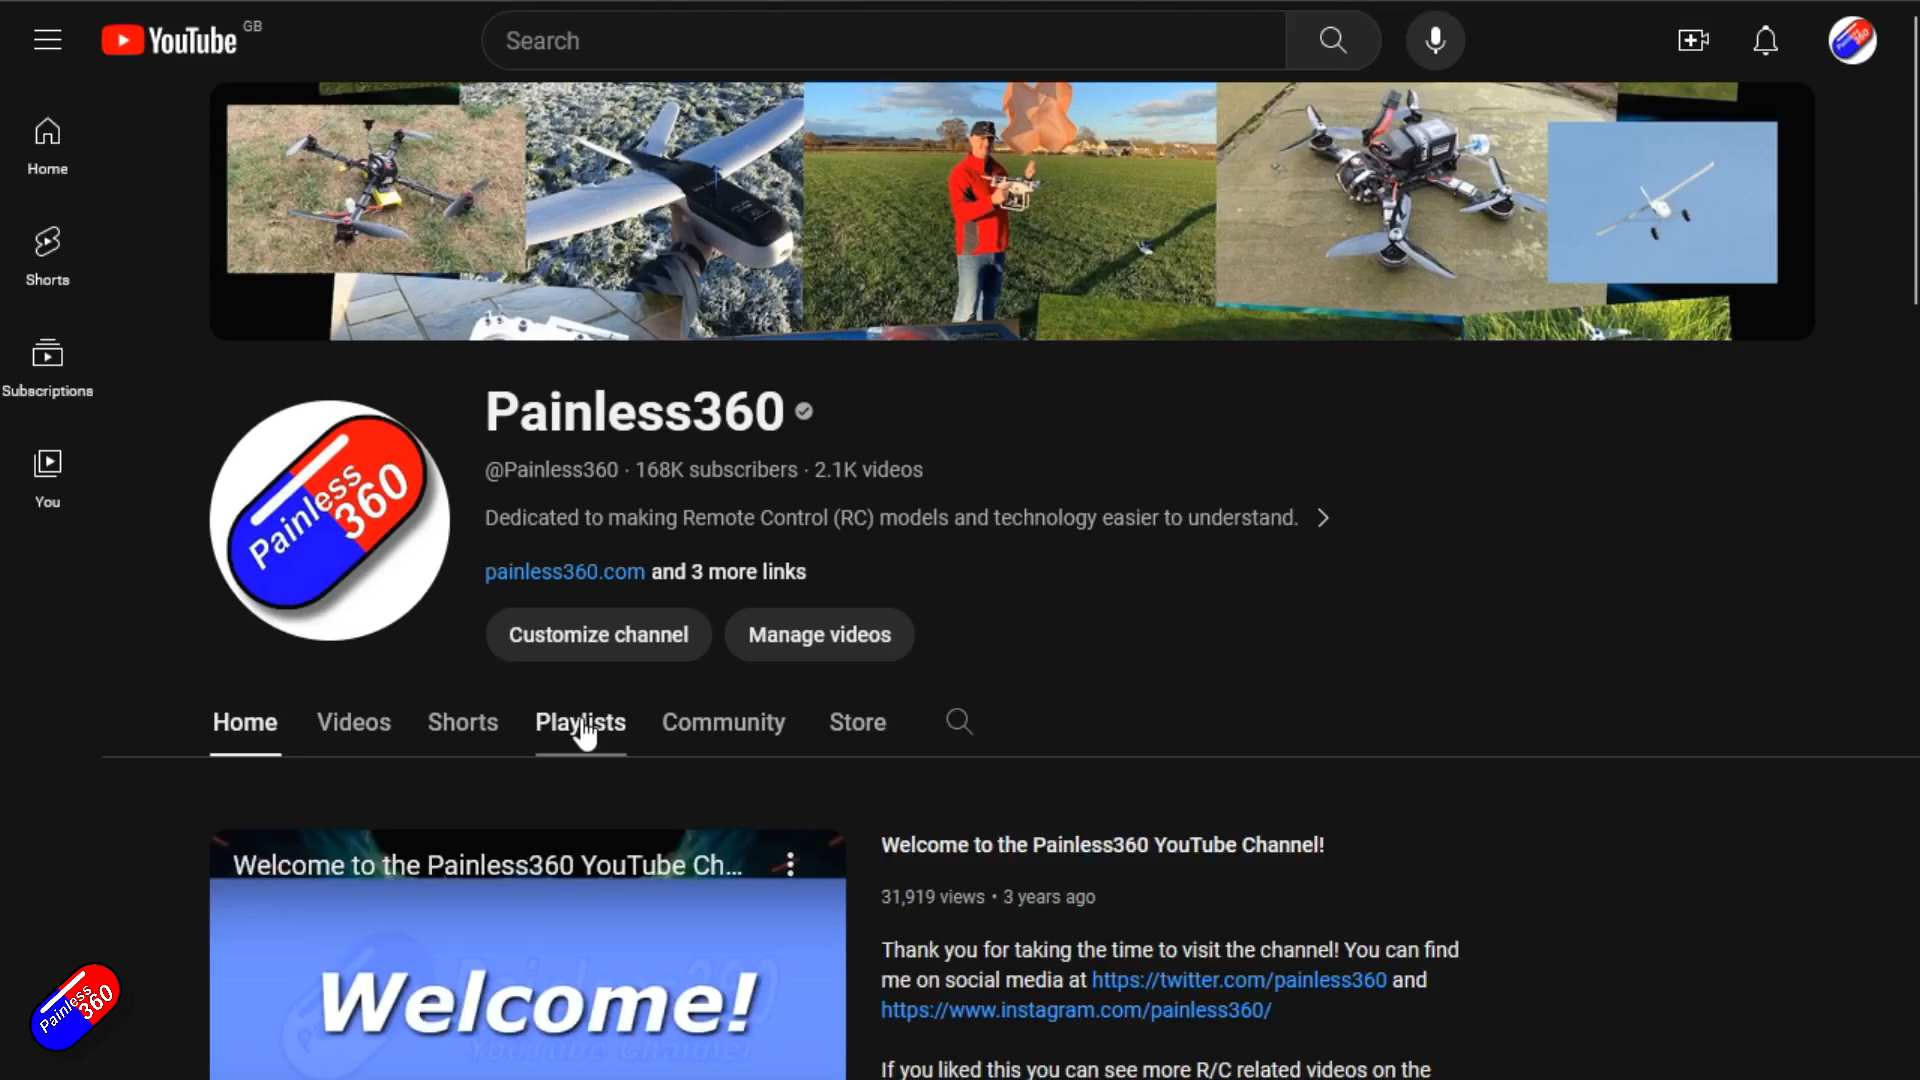 YouTube GB
Search
Home
Shorts
Subscriptions
You
Painless360
Painless
360
@Painless360 · 168K subscribers · 2.1K videos
Dedicated to making Remote Control (RC) models and technology easier to understand.
painless360.com and 3 more links
Customize channel
Manage videos
Home Videos Shorts Playlists Community Store
Welcome to the Painless360 YouTube Ch...
Welcome!
YouTube Channel!
Welcome to the Painless360 YouTube Channel!
31,919 views • 3 years ago
Thank you for taking the time to visit the channel! You can find
me on social media at https://twitter.com/painless360 and
https://www.instagram.com/painless360/
If you liked this you can see more R/C related videos on the
Painless
360